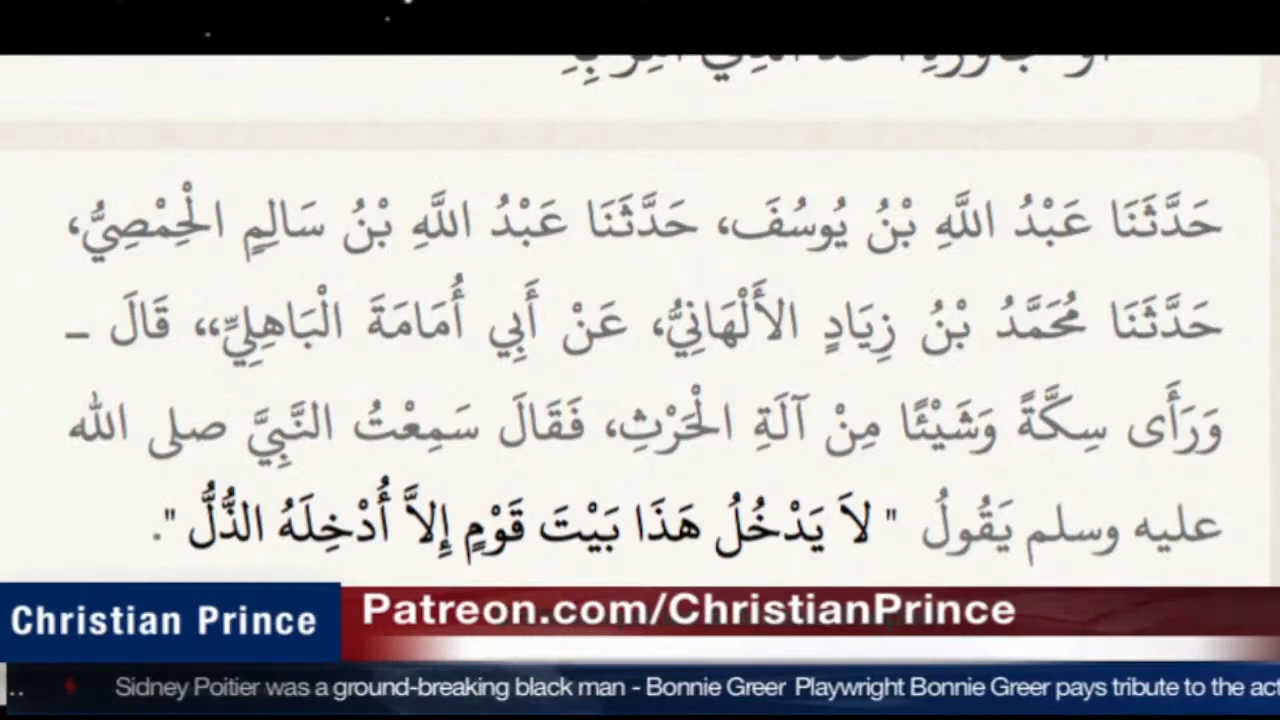 حَدَّثَنَا عَبْدُ اللَّهِ بْنُ يُوسُفَ، حَدَّثَنَا عَبْدُ اللَّهِ بْنُ سَالِمٍ الْحِمْصِيُّ،
حَدَّثَنَا مُحَمَّدُ بْنُ زِيَادٍ الأَلْهَانِيُّ، عَنْ أَبِي أُمَامَةَ الْبَاهِلِيِّ،، قَالَ ـ
وَرَأَى سِكَّةً وَشَيْئًا مِنْ آلَةِ الْحَرْثِ، فَقَالَ سَمِعْتُ النَّبِيَّ صلى الله
عليه وسلم يَقُولُ " لاَ يَدْخُلُ هَذَا بَيْتَ قَوْمٍ إِلاَّ أُدْخِلَهُ الذُّلُّ ".
Christian Prince
Patreon.com/ChristianPrince
.. Sidney Poitier was a ground-breaking black man - Bonnie Greer Playwright Bonnie Greer pays tribute to the act